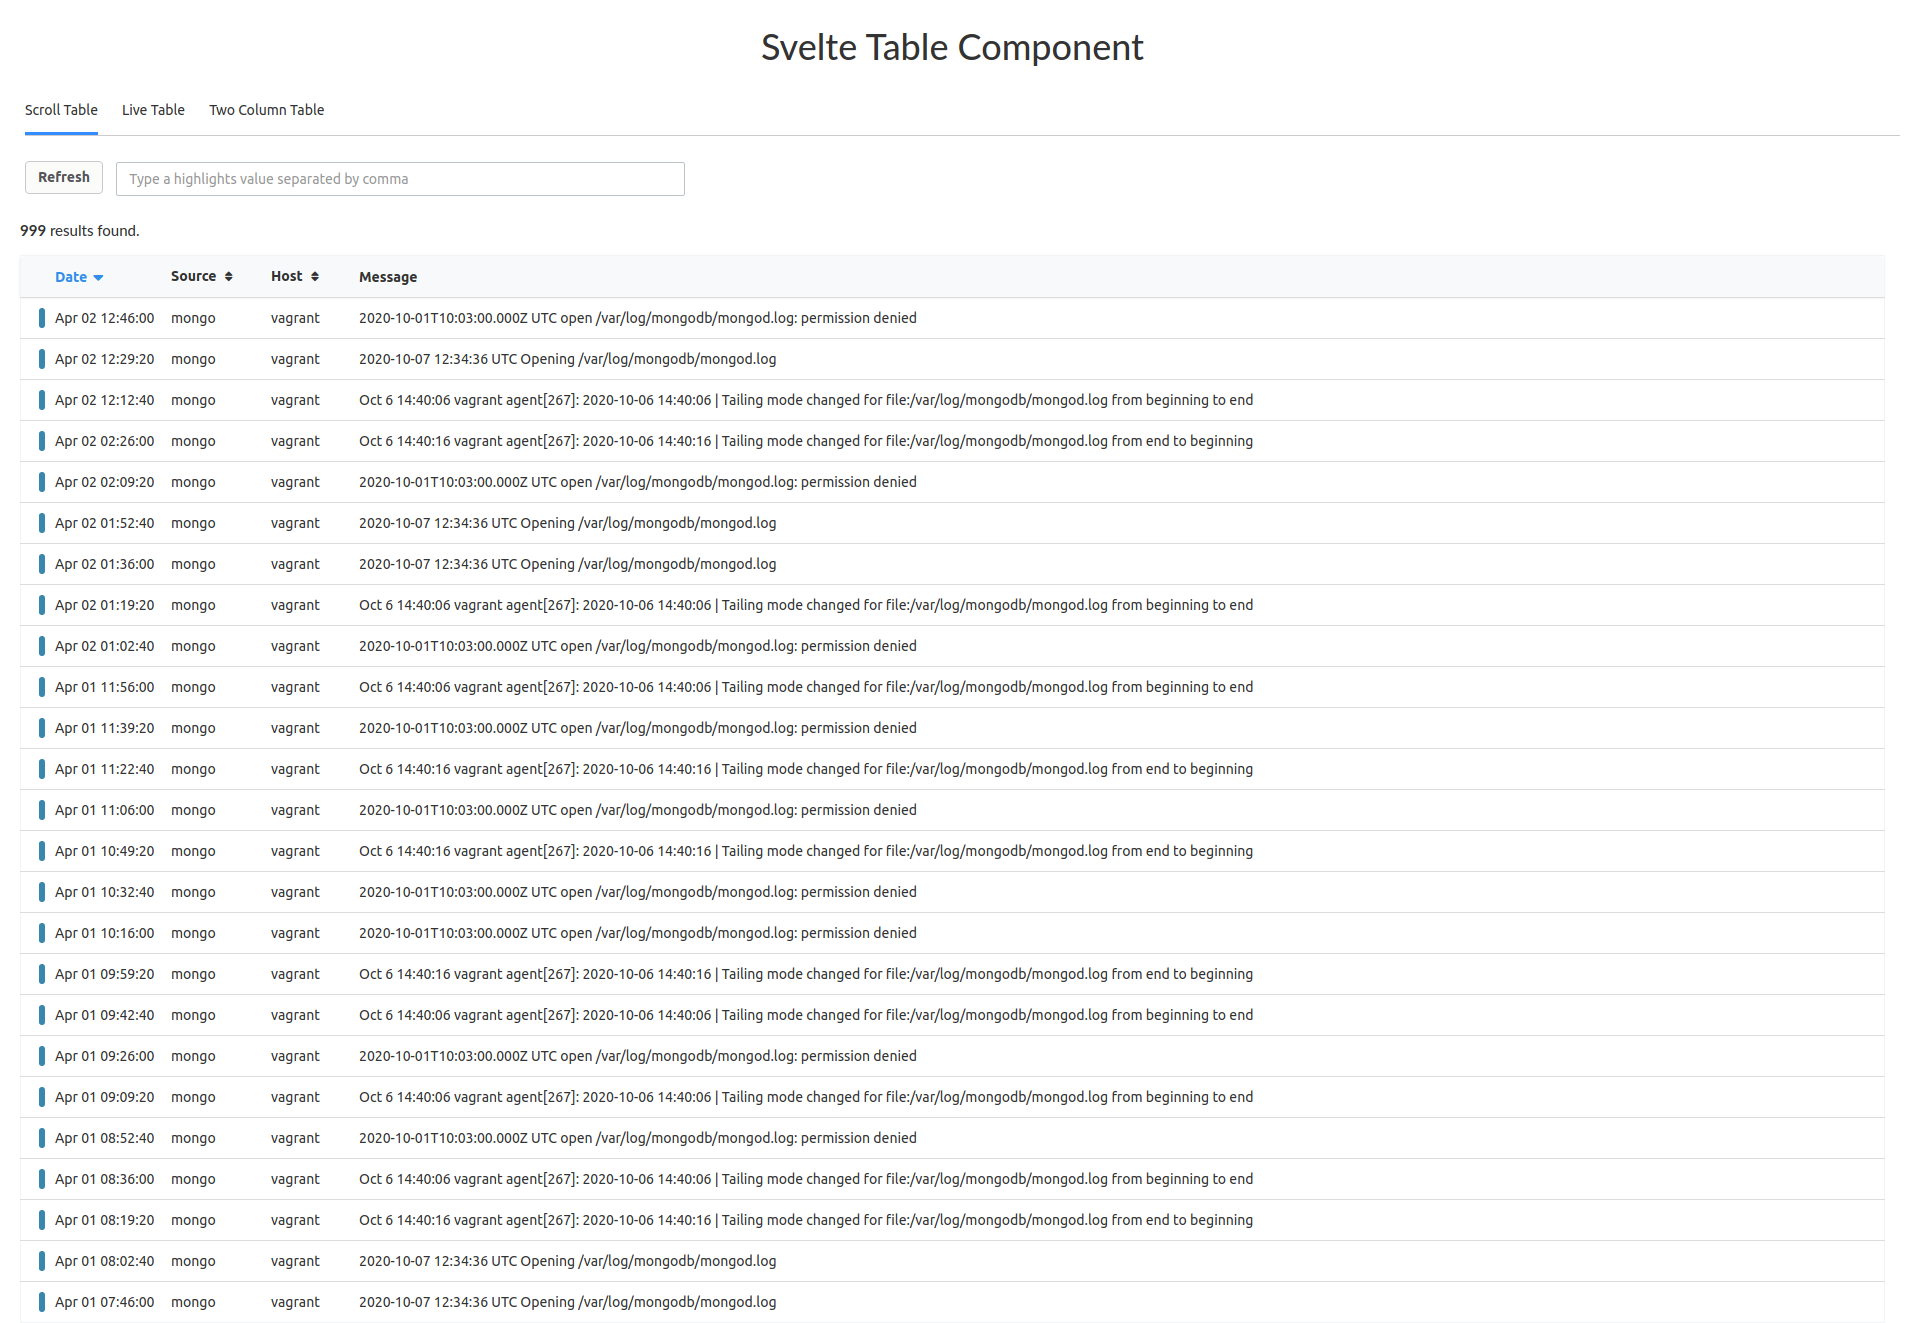 Svelte Table Component
Scroll Table Live Table Two Column Table
Refresh Type a highlights value separated by comma
999 results found.
Date Source Host Message
Apr 02 12:46:00 mongo vagrant 2020-10-01T10:03:00.000Z UTC open /var/log/mongodb/mongod.log: permission denied
Apr 02 12:29:20 mongo vagrant 2020-10-07 12:34:36 UTC Opening /var/log/mongodb/mongod.log
Apr 02 12:12:40 mongo vagrant Oct 6 14:40:06 vagrant agent[267]: 2020-10-06 14:40:06 | Tailing mode changed for file:/var/log/mongodb/mongod.log from beginning to end
Apr 02 02:26:00 mongo vagrant Oct 6 14:40:16 vagrant agent[267]: 2020-10-06 14:40:16 | Tailing mode changed for file:/var/log/mongodb/mongod.log from end to beginning
Apr 02 02:09:20 mongo vagrant 2020-10-01T10:03:00.000Z UTC open /var/log/mongodb/mongod.log: permission denied
Apr 02 01:52:40 mongo vagrant 2020-10-07 12:34:36 UTC Opening /var/log/mongodb/mongod.log
Apr 02 01:36:00 mongo vagrant 2020-10-07 12:34:36 UTC Opening /var/log/mongodb/mongod.log
Apr 02 01:19:20 mongo vagrant Oct 6 14:40:06 vagrant agent[267]: 2020-10-06 14:40:06 | Tailing mode changed for file:/var/log/mongodb/mongod.log from beginning to end
Apr 02 01:02:40 mongo vagrant 2020-10-01T10:03:00.000Z UTC open /var/log/mongodb/mongod.log: permission denied
Apr 01 11:56:00 mongo vagrant Oct 6 14:40:06 vagrant agent[267]: 2020-10-06 14:40:06 | Tailing mode changed for file:/var/log/mongodb/mongod.log from beginning to end
Apr 01 11:39:20 mongo vagrant 2020-10-01T10:03:00.000Z UTC open /var/log/mongodb/mongod.log: permission denied
Apr 01 11:22:40 mongo vagrant Oct 6 14:40:16 vagrant agent[267]: 2020-10-06 14:40:16 | Tailing mode changed for file:/var/log/mongodb/mongod.log from end to beginning
Apr 01 11:06:00 mongo vagrant 2020-10-01T10:03:00.000Z UTC open /var/log/mongodb/mongod.log: permission denied
Apr 01 10:49:20 mongo vagrant Oct 6 14:40:16 vagrant agent[267]: 2020-10-06 14:40:16 | Tailing mode changed for file:/var/log/mongodb/mongod.log from end to beginning
Apr 01 10:32:40 mongo vagrant 2020-10-01T10:03:00.000Z UTC open /var/log/mongodb/mongod.log: permission denied
Apr 01 10:16:00 mongo vagrant 2020-10-01T10:03:00.000Z UTC open /var/log/mongodb/mongod.log: permission denied
Apr 01 09:59:20 mongo vagrant Oct 6 14:40:16 vagrant agent[267]: 2020-10-06 14:40:16 | Tailing mode changed for file:/var/log/mongodb/mongod.log from end to beginning
Apr 01 09:42:40 mongo vagrant Oct 6 14:40:06 vagrant agent[267]: 2020-10-06 14:40:06 | Tailing mode changed for file:/var/log/mongodb/mongod.log from beginning to end
Apr 01 09:26:00 mongo vagrant 2020-10-01T10:03:00.000Z UTC open /var/log/mongodb/mongod.log: permission denied
Apr 01 09:09:20 mongo vagrant Oct 6 14:40:06 vagrant agent[267]: 2020-10-06 14:40:06 | Tailing mode changed for file:/var/log/mongodb/mongod.log from beginning to end
Apr 01 08:52:40 mongo vagrant 2020-10-01T10:03:00.000Z UTC open /var/log/mongodb/mongod.log: permission denied
Apr 01 08:36:00 mongo vagrant Oct 6 14:40:06 vagrant agent[267]: 2020-10-06 14:40:06 | Tailing mode changed for file:/var/log/mongodb/mongod.log from beginning to end
Apr 01 08:19:20 mongo vagrant Oct 6 14:40:16 vagrant agent[267]: 2020-10-06 14:40:16 | Tailing mode changed for file:/var/log/mongodb/mongod.log from end to beginning
Apr 01 08:02:40 mongo vagrant 2020-10-07 12:34:36 UTC Opening /var/log/mongodb/mongod.log
Apr 01 07:46:00 mongo vagrant 2020-10-07 12:34:36 UTC Opening /var/log/mongodb/mongod.log